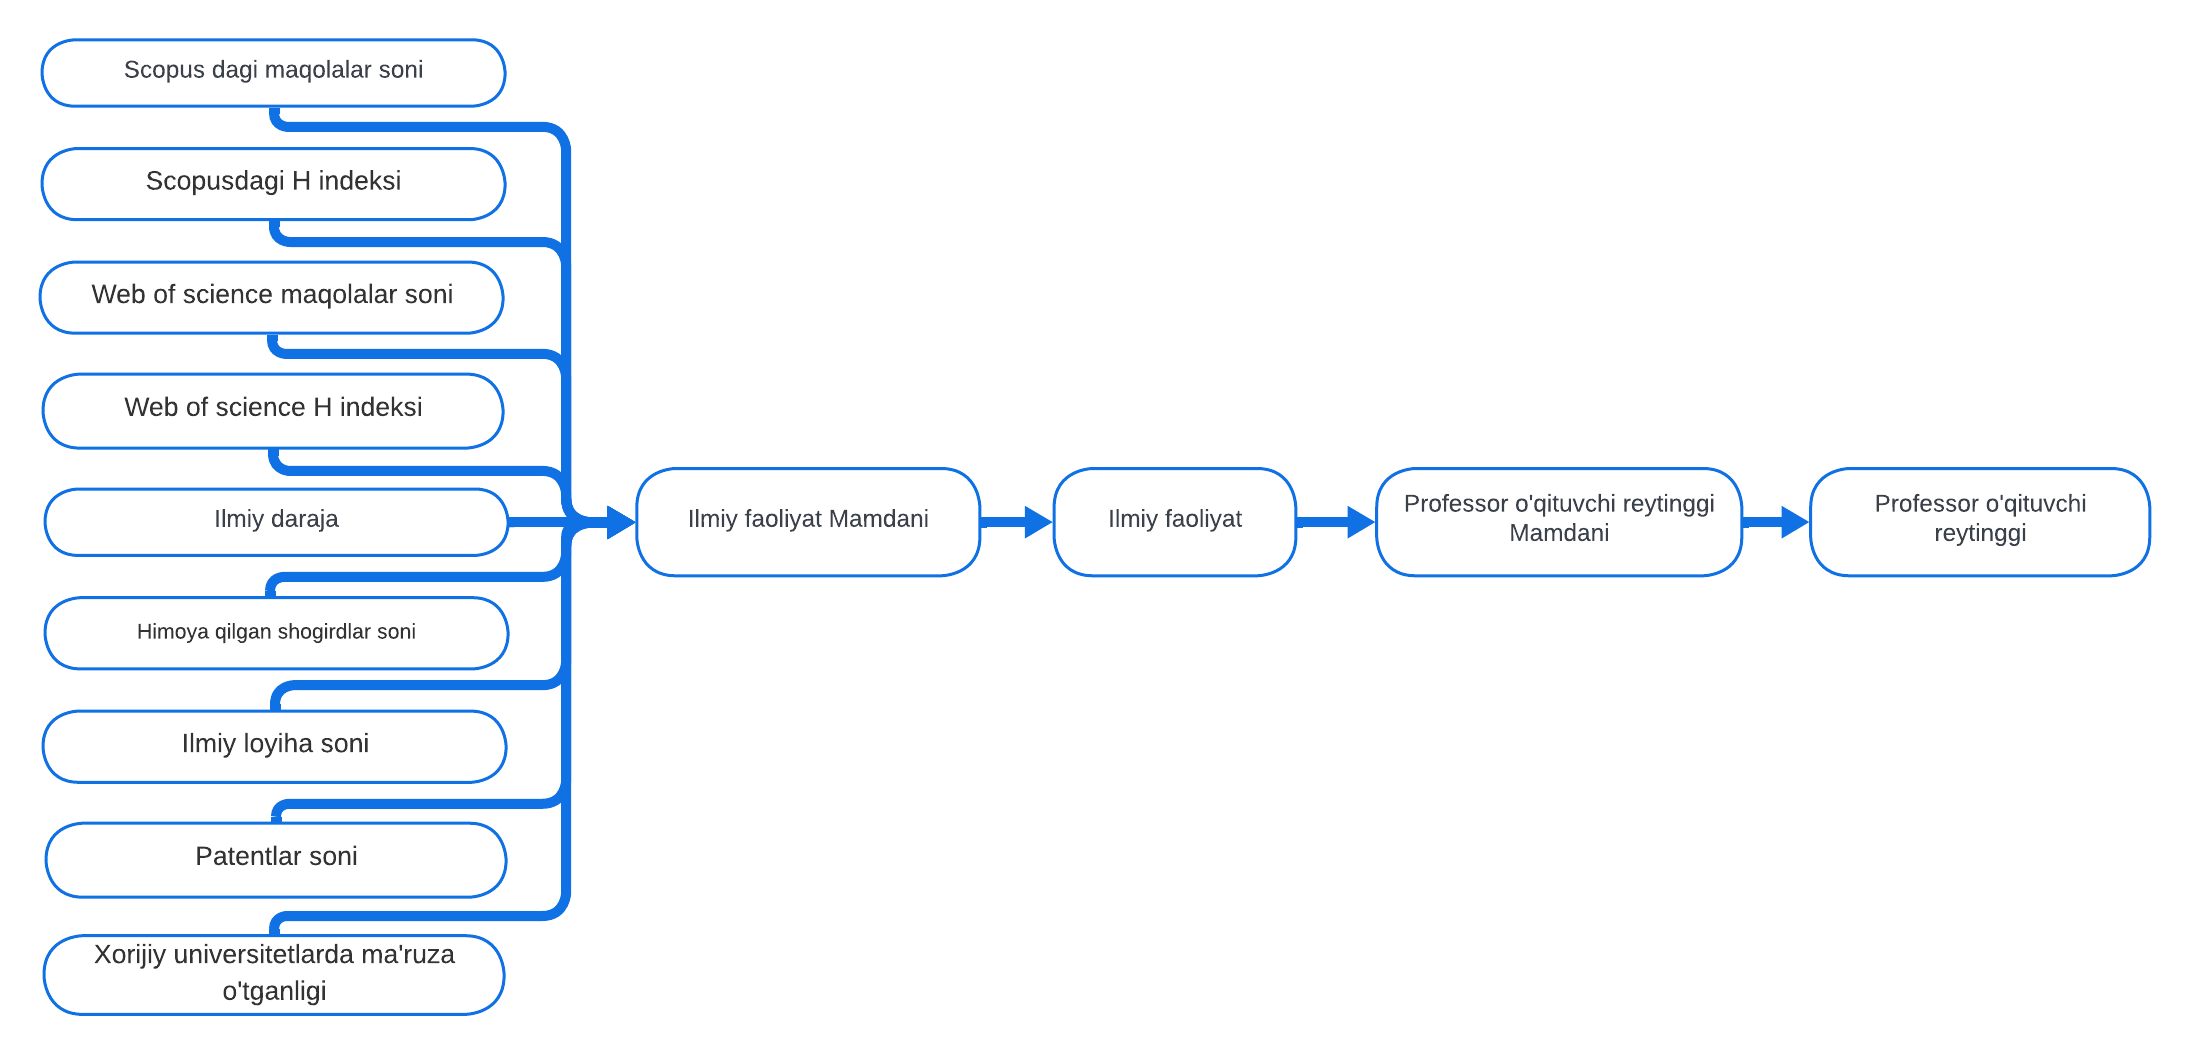 Scopus dagi maqolalar soni
Scopusdagi H indeksi
Web of science maqolalar soni
Web of science H indeksi
Ilmiy daraja
Himoya qilgan shogirdlar soni
Ilmiy loyiha soni
Patentlar soni
Xorijiy universitetlarda ma'ruza
o'tganligi
Ilmiy faoliyat Mamdani
Ilmiy faoliyat
Professor o'qituvchi reytinggi
Mamdani
Professor o'qituvchi
reytinggi